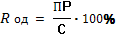 R од = ПР/С · 100%